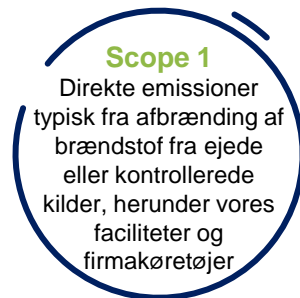 Scope 1
Direkte emissioner
typisk fra afbrænding af
brændstof fra ejede
eller kontrollerede
kilder, herunder vores
faciliteter og
firmakøretøjer